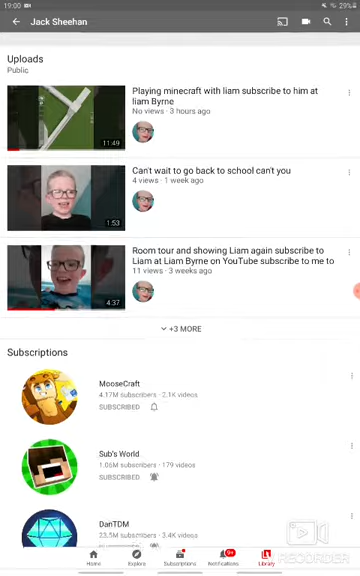 19:00
29%
Jack Sheehan
Uploads
Public
11:49
Playing minecraft with liam subscribe to him at
liam Byrne
No views · 3 hours ago
1:53
Can't wait to go back to school can't you
4 views · 1 week ago
4:37
Room tour and showing Liam again subscribe to
Liam at Liam Byrne on YouTube subscribe to me to
11 views · 3 weeks ago
+3 MORE
Subscriptions
MooseCraft
4.17M subscribers · 2.1K videos
SUBSCRIBED
Sub's World
1.06M subscribers · 179 videos
SUBSCRIBED
DanTDM
23.5M subscribers · 3.4K videos
RECORDER
9+
Home
Explore
Subscriptions
Notifications
Library